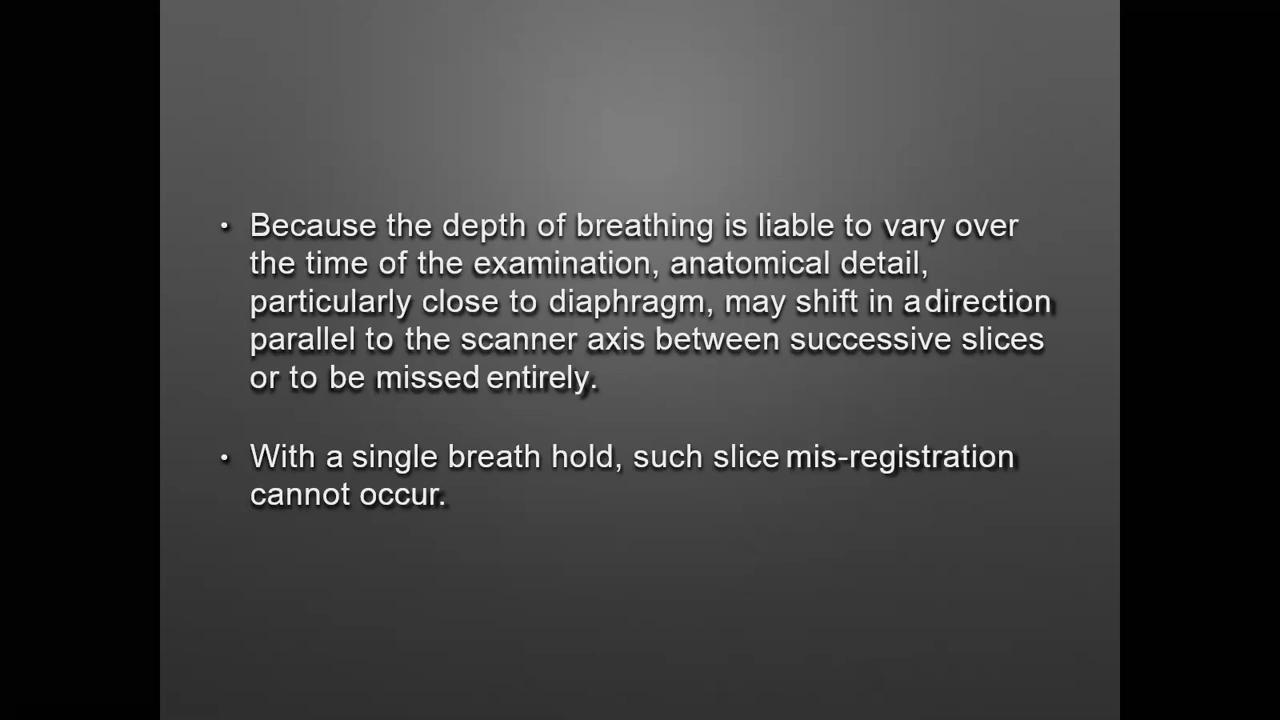 • Because the depth of breathing is liable to vary over
the time of the examination, anatomical detail,
particularly close to diaphragm, may shift in a direction
parallel to the scanner axis between successive slices
or to be missed entirely.
• With a single breath hold, such slice mis-registration
cannot occur.